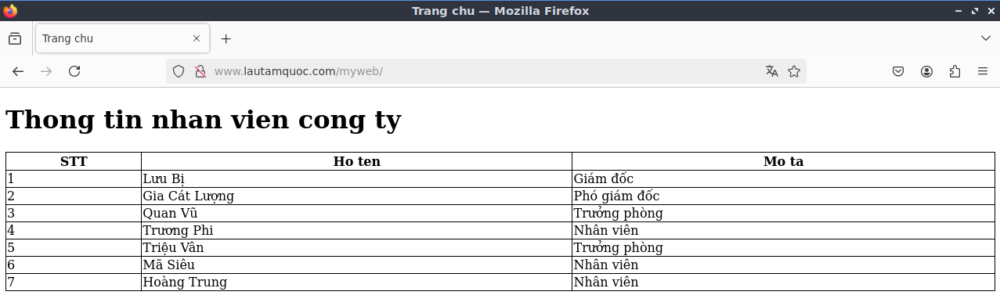 Trang chu — Mozilla Firefox
Trang chu
www.lautamquoc.com/myweb/
Thong tin nhan vien cong ty
STT Ho ten Mo ta
1 Lưu Bị Giám đốc
2 Gia Cát Lượng Phó giám đốc
3 Quan Vũ Trưởng phòng
4 Trương Phi Nhân viên
5 Triệu Vân Trưởng phòng
6 Mã Siêu Nhân viên
7 Hoàng Trung Nhân viên